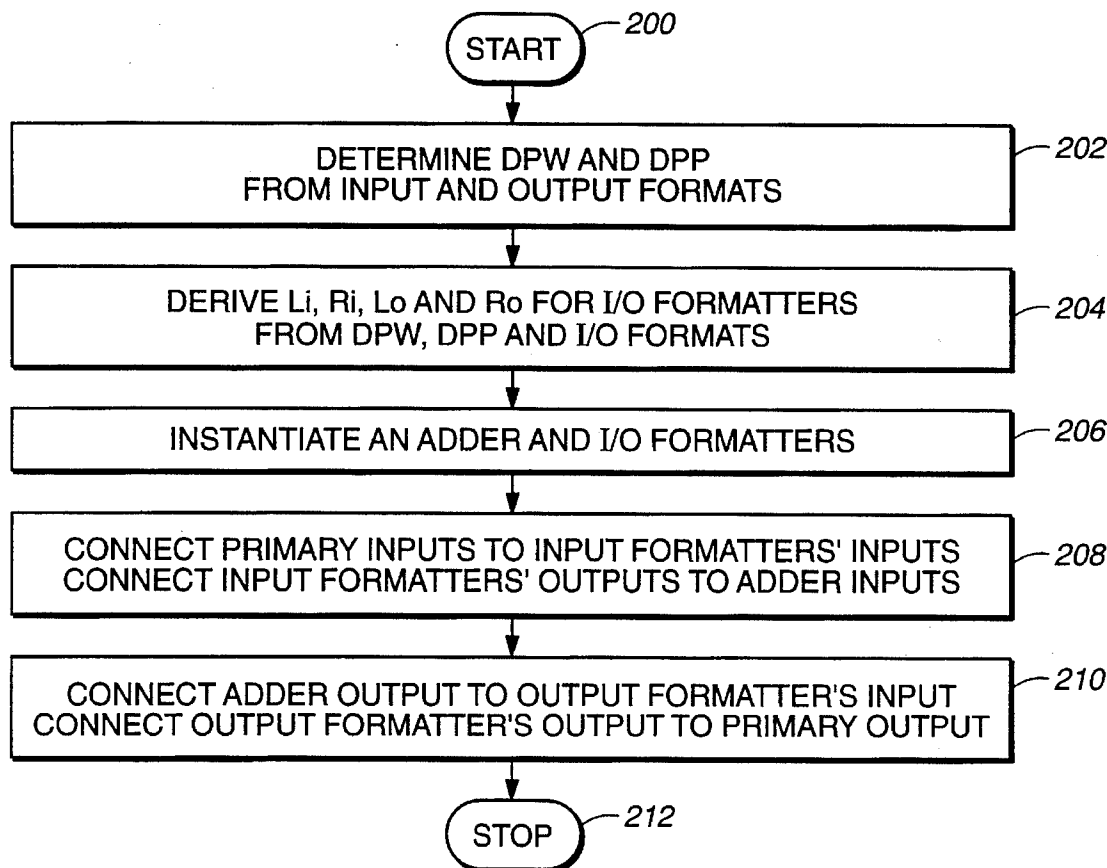 START
200
DETERMINE DPW AND DPP
FROM INPUT AND OUTPUT FORMATS
202
DERIVE Li, Ri, Lo AND Ro FOR I/O FORMATTERS
FROM DPW, DPP AND I/O FORMATS
204
INSTANTIATE AN ADDER AND I/O FORMATTERS
206
CONNECT PRIMARY INPUTS TO INPUT FORMATTERS' INPUTS
CONNECT INPUT FORMATTERS' OUTPUTS TO ADDER INPUTS
208
CONNECT ADDER OUTPUT TO OUTPUT FORMATTER'S INPUT
CONNECT OUTPUT FORMATTER'S OUTPUT TO PRIMARY OUTPUT
210
STOP
212